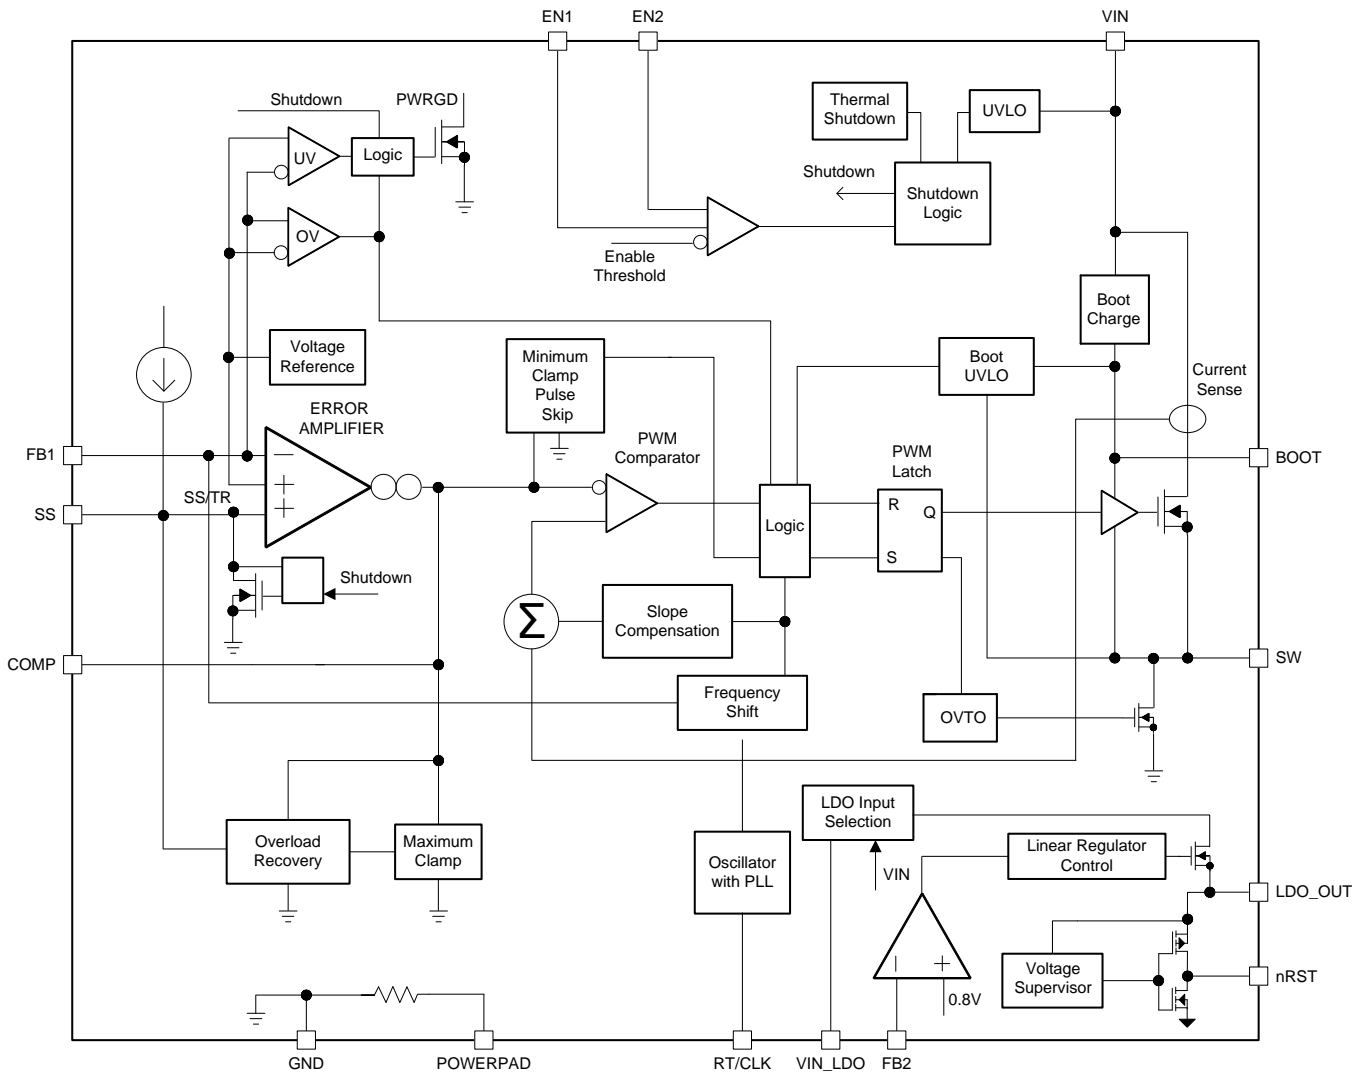 EN1
EN2
VIN
Shutdown
PWRGD
UV
Logic
OV
Thermal
Shutdown
UVLO
Shutdown
Shutdown
Logic
Enable
Threshold
Boot
Charge
Voltage
Reference
Minimum
Clamp
Pulse
Skip
Boot
UVLO
Current
Sense
ERROR
AMPLIFIER
PWM
Comparator
PWM
Latch
FB1
−
+
+
SS/TR
SS
Logic
R
Q
S
BOOT
Shutdown
Σ
Slope
Compensation
COMP
SW
Frequency
Shift
OVTO
LDO Input
Selection
Overload
Recovery
Maximum
Clamp
Oscillator
with PLL
VIN
Linear Regulator
Control
LDO_OUT
−
+
0.8V
Voltage
Supervisor
nRST
GND
POWERPAD
RT/CLK
VIN_LDO
FB2